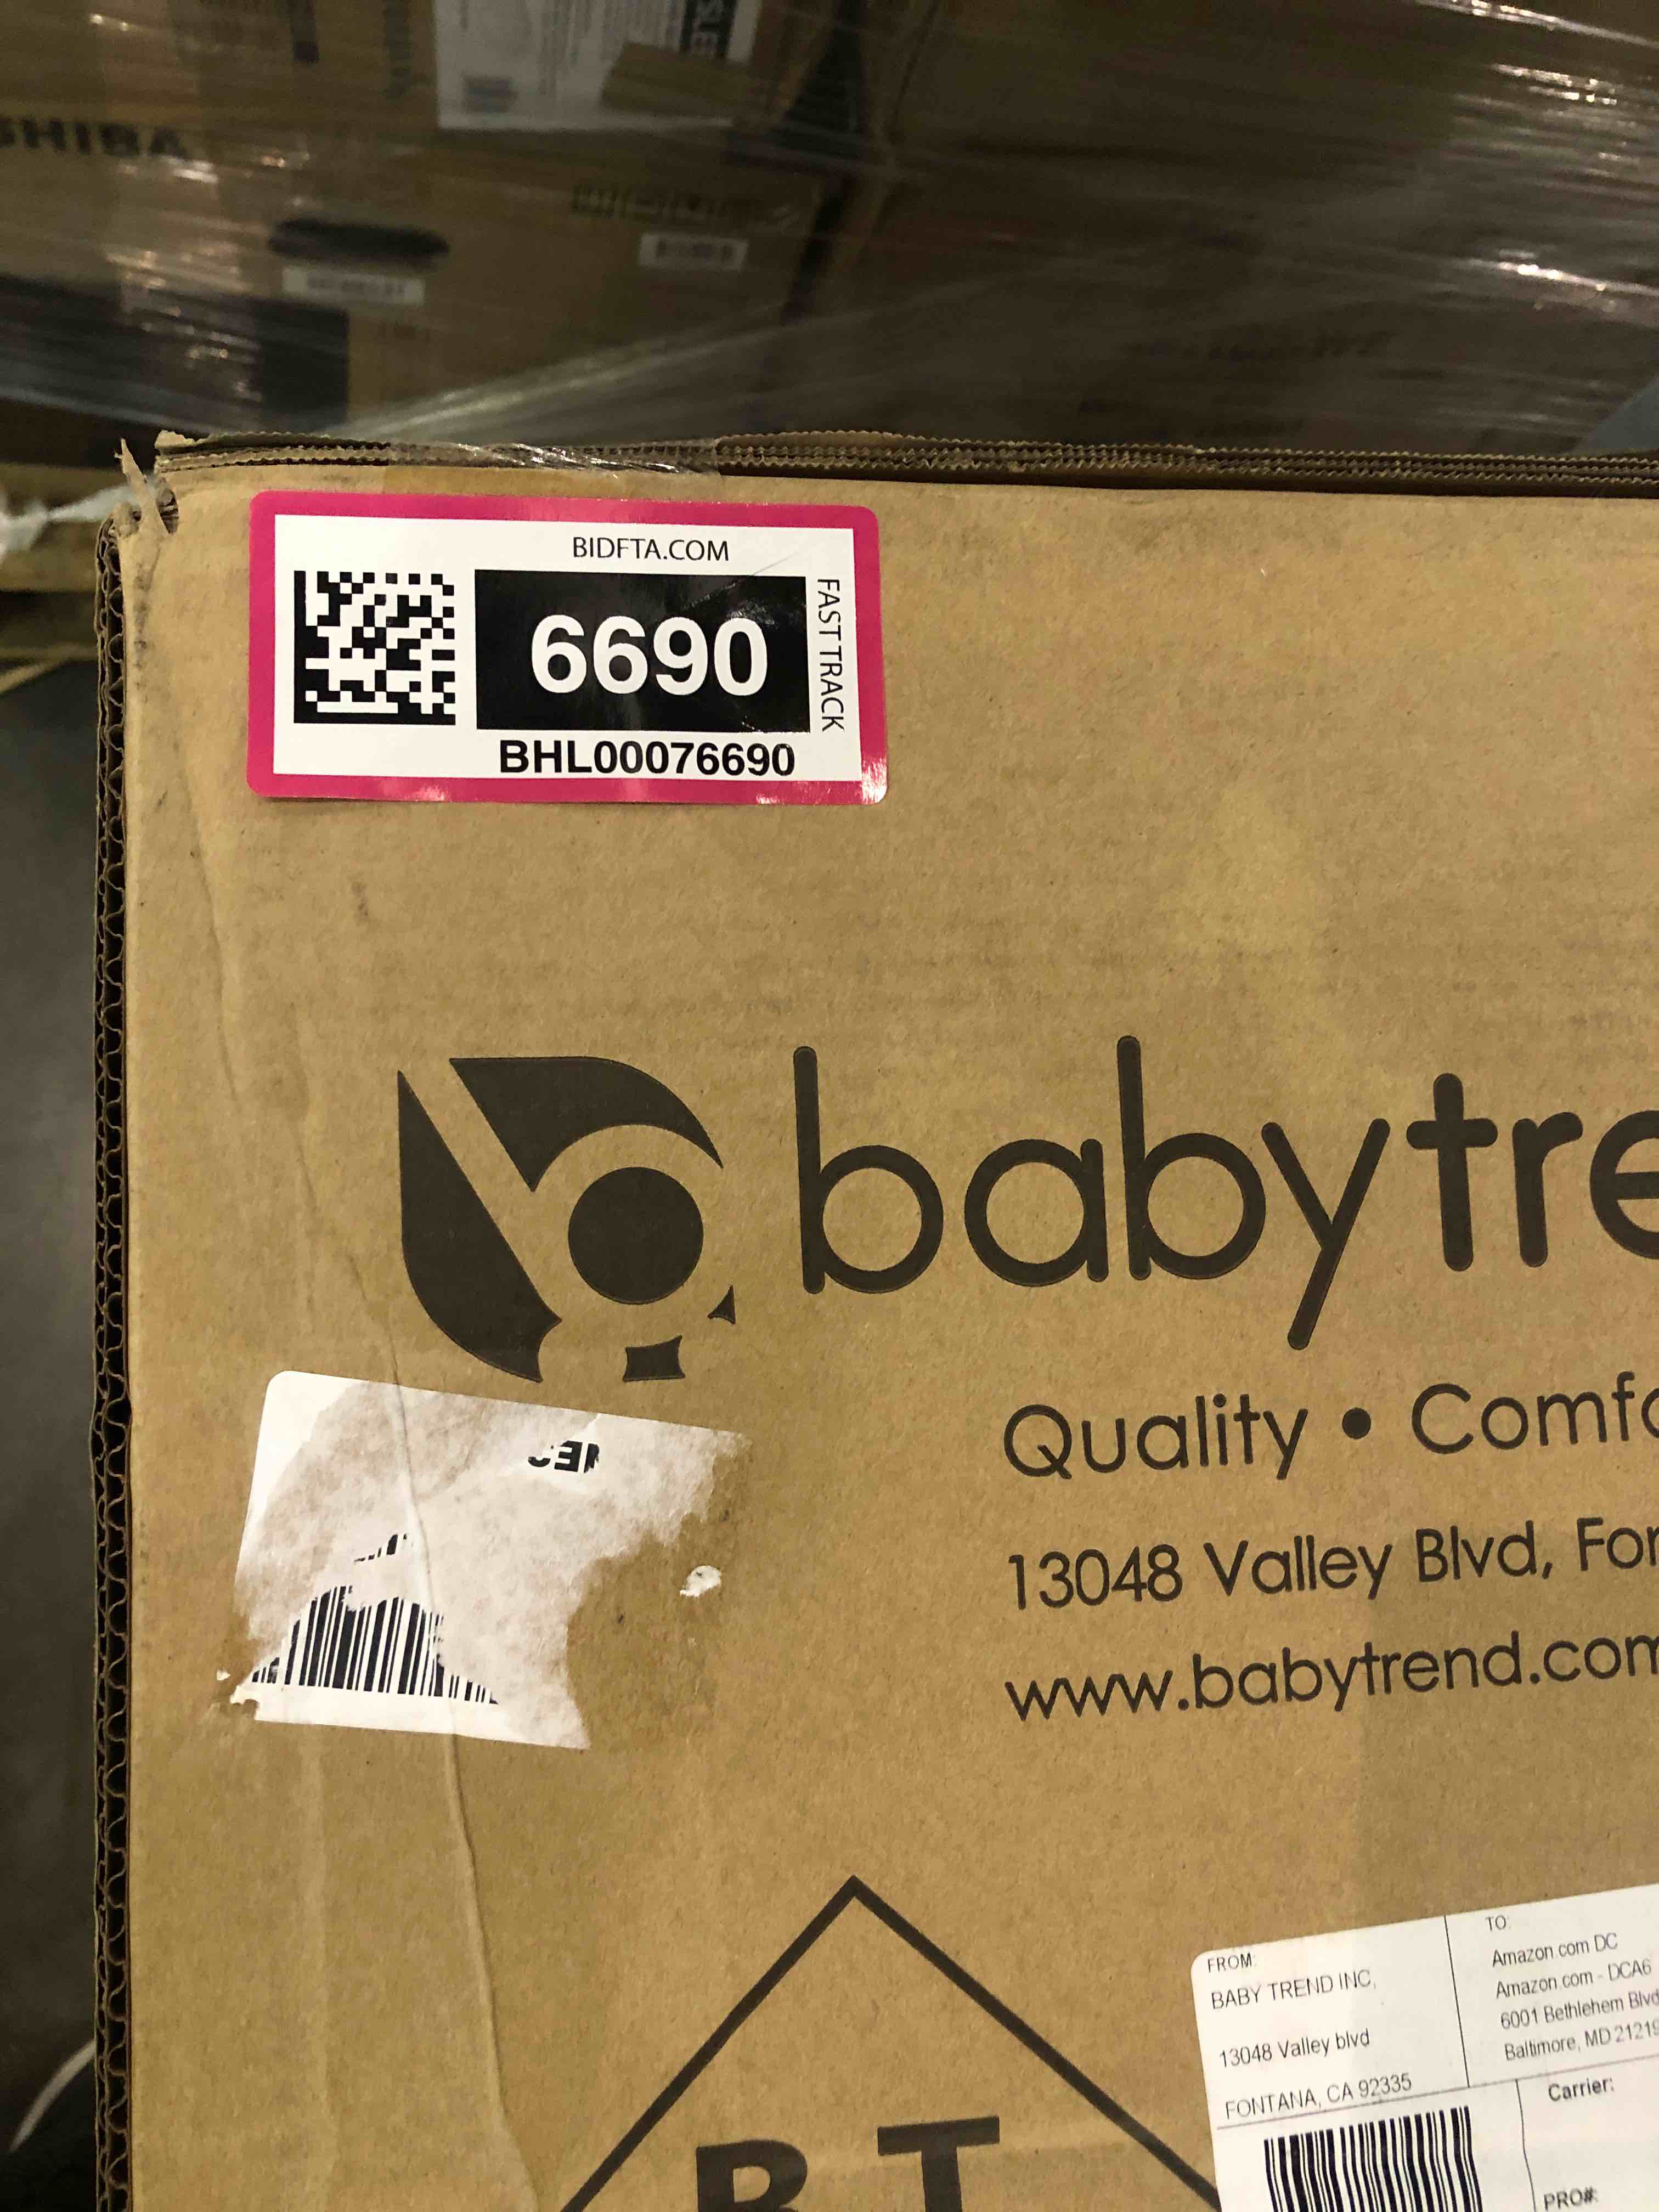 BIDFTA.COM
6690
FAST TRACK
BHL00076690
babytre
Quality • Comfo
13048 Valley Blvd, For
www.babytrend.com
FROM:
BABY TREND INC,
13048 Valley blvd
FONTANA, CA 92335
TO:
Amazon.com DC
Amazon.com - DCA6
6001 Bethlehem Blvd
Baltimore, MD 21219
Carrier:
PRO#:
B T